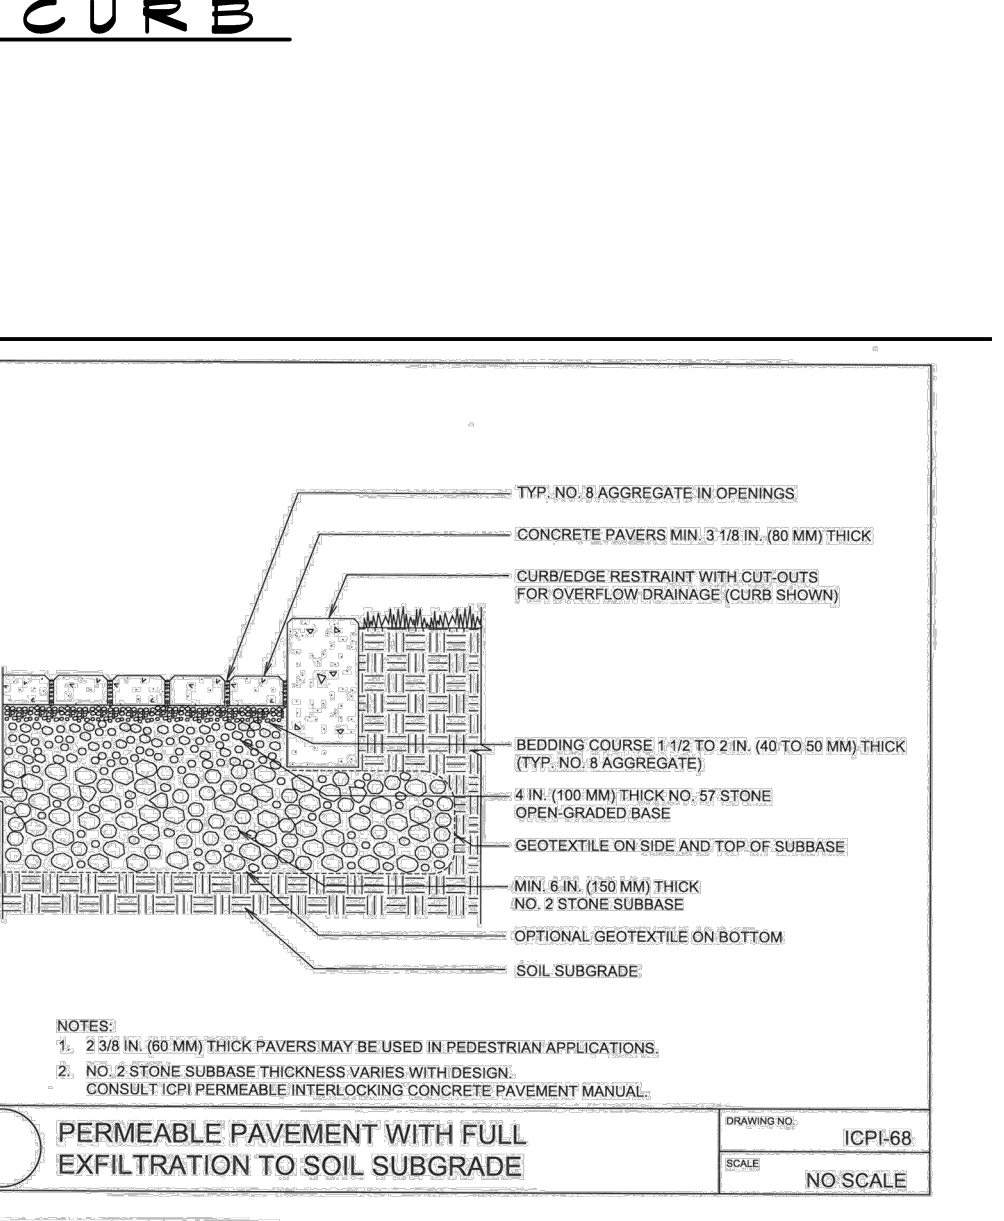 CURB
TYP. NO. 8 AGGREGATE IN OPENINGS
CONCRETE PAVERS MIN. 3 1/8 IN. (80 MM) THICK
CURB/EDGE RESTRAINT WITH CUT-OUTS
FOR OVERFLOW DRAINAGE (CURB SHOWN)
BEDDING COURSE 1 1/2 TO 2 IN. (40 TO 50 MM) THICK
(TYP. NO. 8 AGGREGATE)
4 IN. (100 MM) THICK NO. 57 STONE
OPEN-GRADED BASE
GEOTEXTILE ON SIDE AND TOP OF SUBBASE
MIN. 6 IN. (150 MM) THICK
NO. 2 STONE SUBBASE
OPTIONAL GEOTEXTILE ON BOTTOM
SOIL SUBGRADE
NOTES:
1. 2 3/8 IN. (60 MM) THICK PAVERS MAY BE USED IN PEDESTRIAN APPLICATIONS.
2. NO. 2 STONE SUBBASE THICKNESS VARIES WITH DESIGN.
CONSULT ICPI PERMEABLE INTERLOCKING CONCRETE PAVEMENT MANUAL.
PERMEABLE PAVEMENT WITH FULL
EXFILTRATION TO SOIL SUBGRADE
DRAWING NO.
ICPI-68
SCALE
NO SCALE